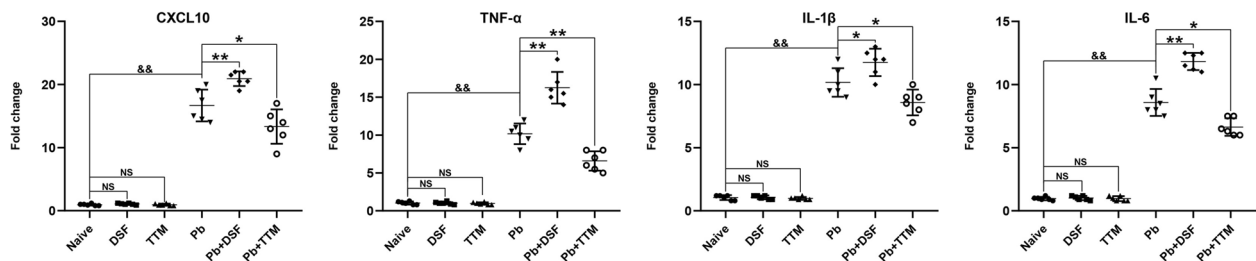 CXCL10
Fold change
30
20
10
0
&&
**
*
NS
NS
Naive
DSF
TTM
Pb
Pb+DSF
Pb+TTM
TNF-α
Fold change
25
20
15
10
5
0
&&
**
**
NS
NS
Naive
DSF
TTM
Pb
Pb+DSF
Pb+TTM
IL-1β
Fold change
15
10
5
0
&&
*
*
NS
NS
Naive
DSF
TTM
Pb
Pb+DSF
Pb+TTM
IL-6
Fold change
15
10
5
0
&&
*
**
NS
NS
Naive
DSF
TTM
Pb
Pb+DSF
Pb+TTM